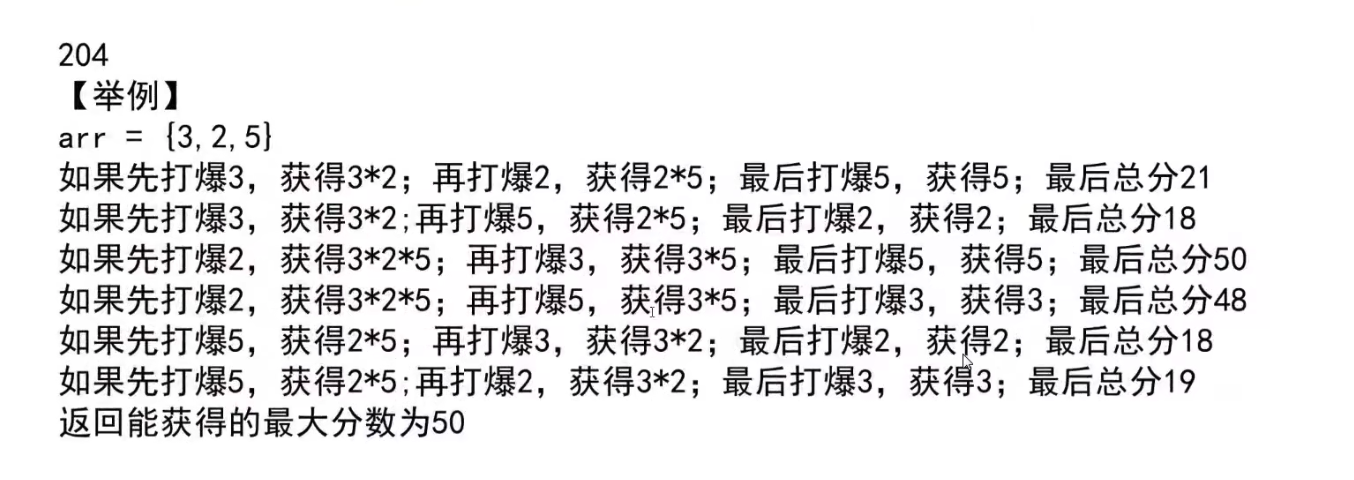 204
【举例】
arr = {3,2,5}
如果先打爆3，获得3*2；再打爆2，获得2*5；最后打爆5，获得5；最后总分21
如果先打爆3，获得3*2;再打爆5，获得2*5；最后打爆2，获得2；最后总分18
如果先打爆2，获得3*2*5；再打爆3，获得3*5；最后打爆5，获得5；最后总分50
如果先打爆2，获得3*2*5；再打爆5，获得3*5；最后打爆3，获得3；最后总分48
如果先打爆5，获得2*5；再打爆3，获得3*2；最后打爆2，获得2；最后总分18
如果先打爆5，获得2*5;再打爆2，获得3*2；最后打爆3，获得3；最后总分19
返回能获得的最大分数为50